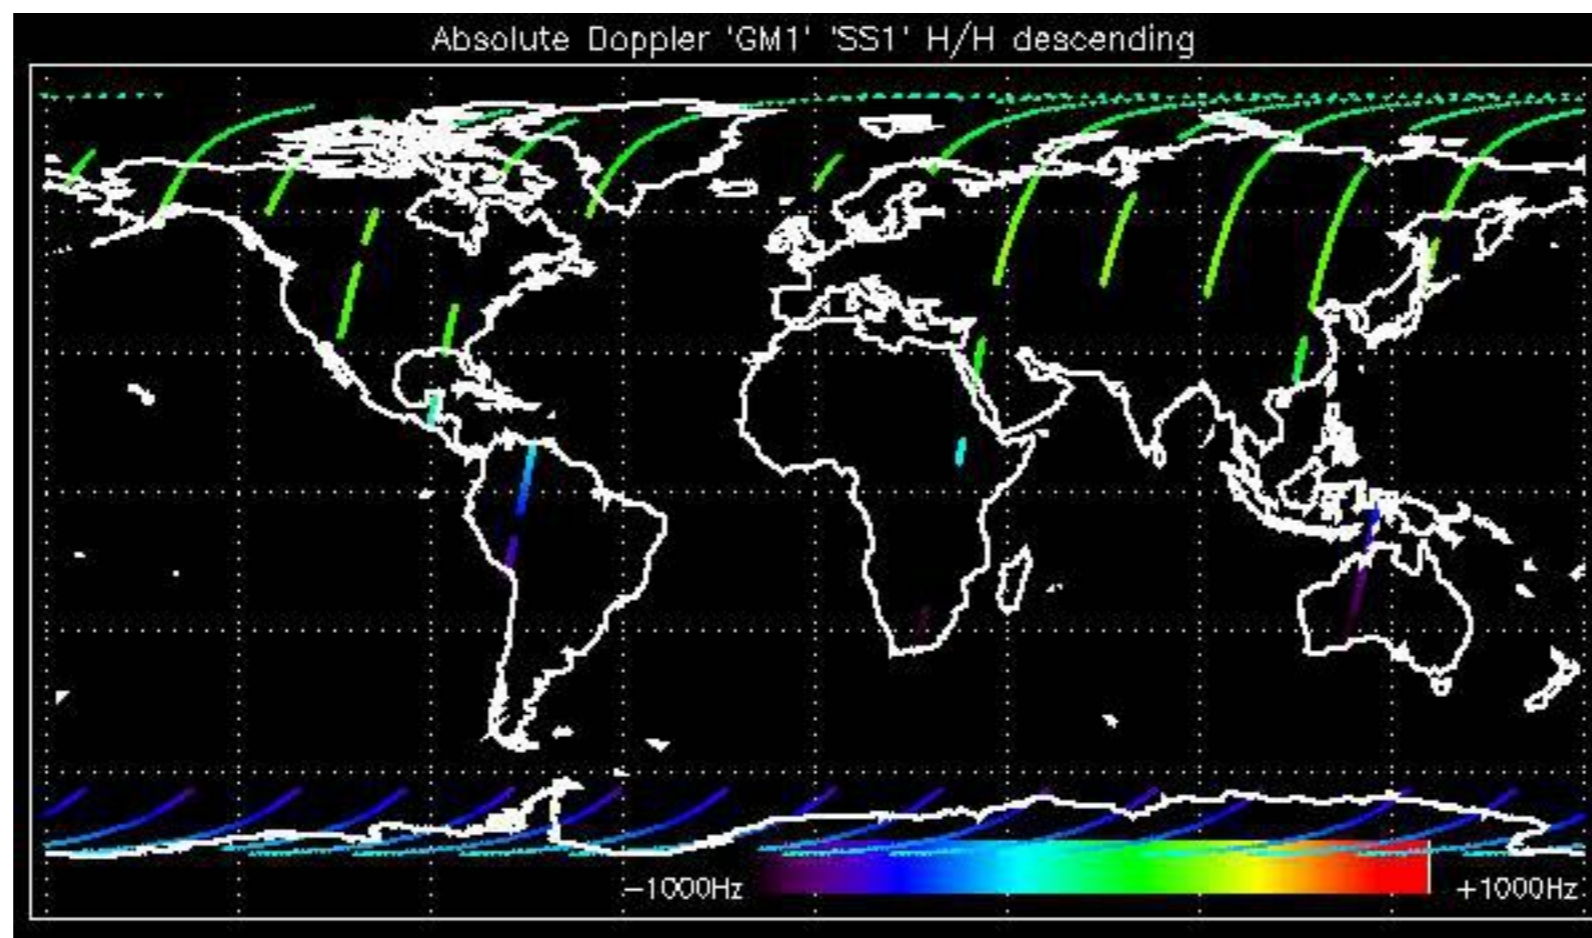 Absolute Doppler 'GM1' 'SS1' H/H descending
-1000Hz
+1000Hz